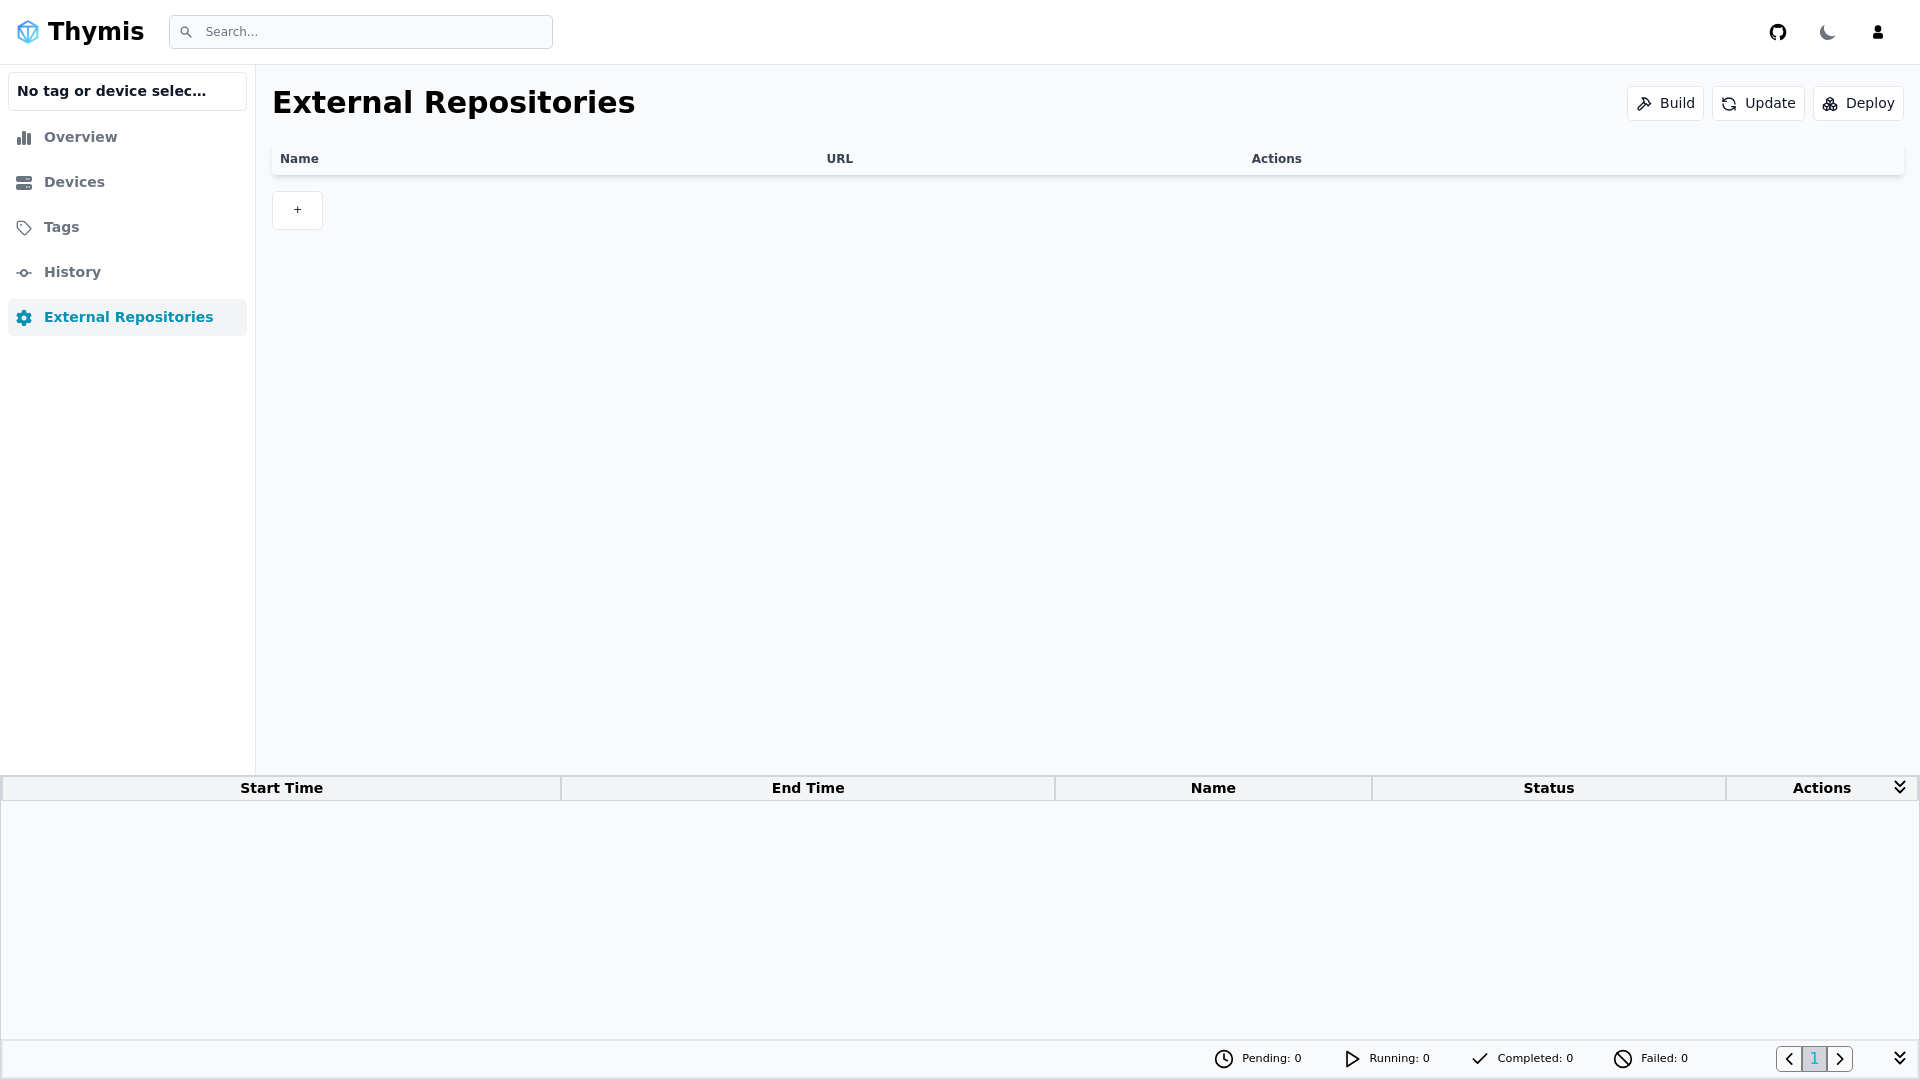 Thymis
Search...
No tag or device selec...
Overview
Devices
Tags
History
External Repositories
External Repositories
Build
Update
Deploy
Name URL Actions
+
Start Time End Time Name Status Actions
Pending: 0 Running: 0 Completed: 0 Failed: 0 1